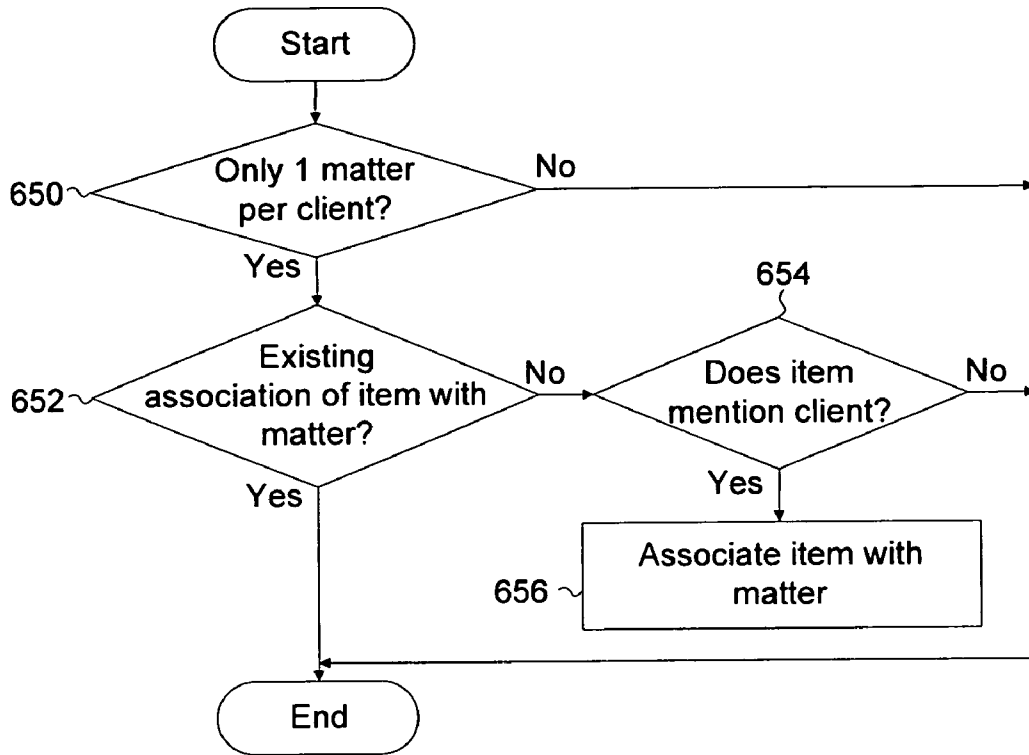 Start
Only 1 matter
per client?
650
No
Yes
654
Existing
association of item with
matter?
652
No
Does item
mention client?
No
Yes
Yes
Associate item with
matter
656
End